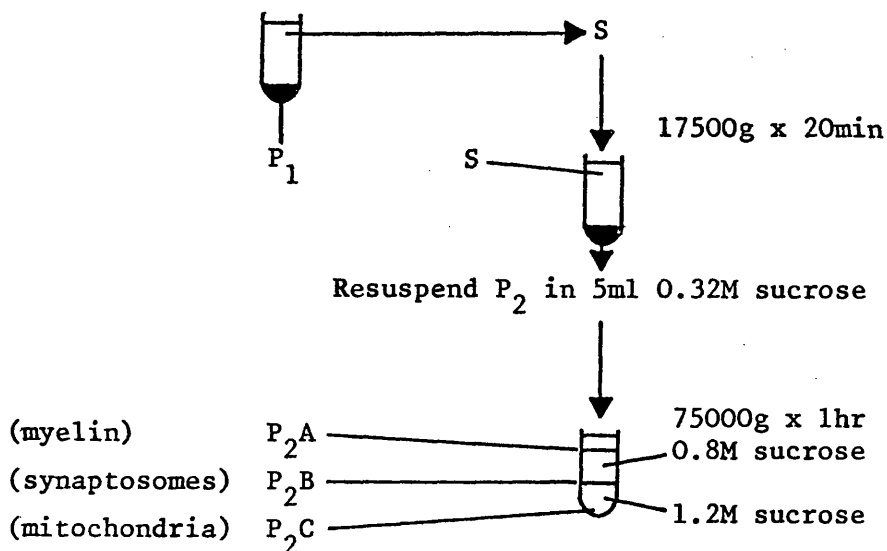 S
17500g x 20min
P1
S
Resuspend P2 in 5ml 0.32M sucrose
75000g x 1hr
(myelin) P2A
0.8M sucrose
(synaptosomes) P2B
(mitochondria) P2C
1.2M sucrose